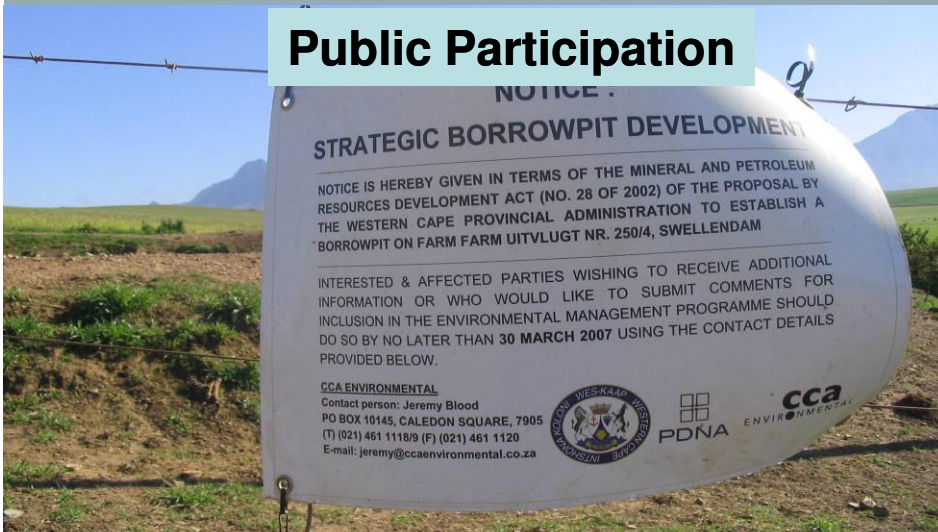 Public Participation
NOTICE :
STRATEGIC BORROWPIT DEVELOPMENT
NOTICE IS HEREBY GIVEN IN TERMS OF THE MINERAL AND PETROLEUM
RESOURCES DEVELOPMENT ACT (NO. 28 OF 2002) OF THE PROPOSAL BY
THE WESTERN CAPE PROVINCIAL ADMINISTRATION TO ESTABLISH A
BORROWPIT ON FARM FARM UITVLUGT NR. 250/4, SWELLENDAM
INTERESTED & AFFECTED PARTIES WISHING TO RECEIVE ADDITIONAL
INFORMATION OR WHO WOULD LIKE TO SUBMIT COMMENTS FOR
INCLUSION IN THE ENVIRONMENTAL MANAGEMENT PROGRAMME SHOULD
DO SO BY NO LATER THAN 30 MARCH 2007 USING THE CONTACT DETAILS
PROVIDED BELOW.
CCA ENVIRONMENTAL
Contact person: Jeremy Blood
PO BOX 10145, CALEDON SQUARE, 7905
(T) (021) 461 1118/9 (F) (021) 461 1120
E-mail: jeremy@ccaenvironmental.co.za
INTSHONA KOLONI WES-KAAP WESTERN CAPE
PDNA
cca
ENVIRONMENTAL